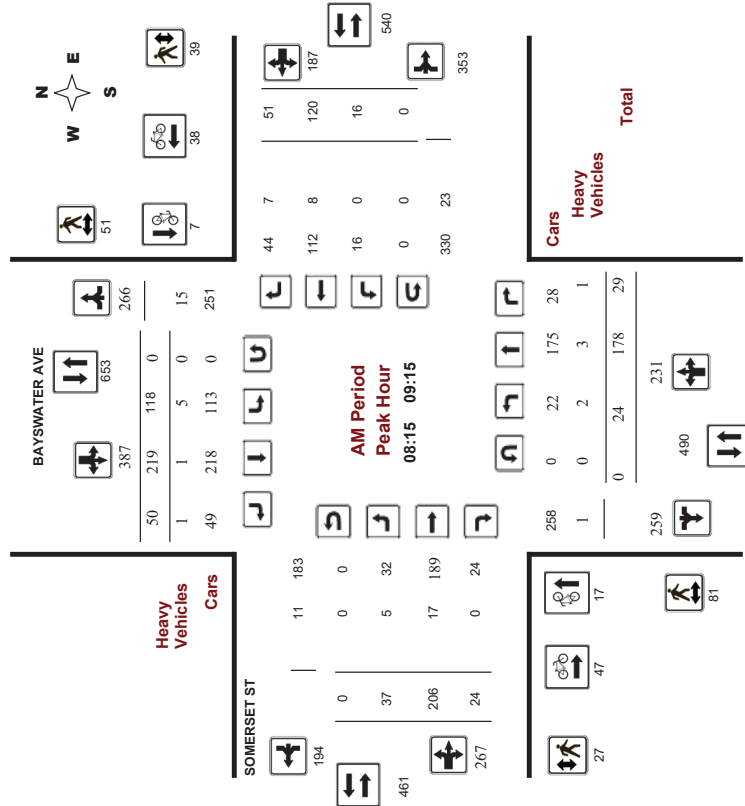 N
W E
S
39
38
51
7
BAYSWATER AVE
653
387
266
50 219 118 0
1 1 5 0 15
49 218 113 0 251
Heavy
Vehicles
Cars
540
187
353
51 120 16 0
7 8 0 0 23
44 112 16 0 330
AM Period
Peak Hour
08:15 09:15
SOMERSET ST
194
461
267
11 183
0 0 0
37 5 32
206 17 189
24 0 24
Cars
Heavy
Vehicles
Total
258 0 22 175 28
1 0 2 3 1
0 24 178 29
259
490
231
17
47
27
81